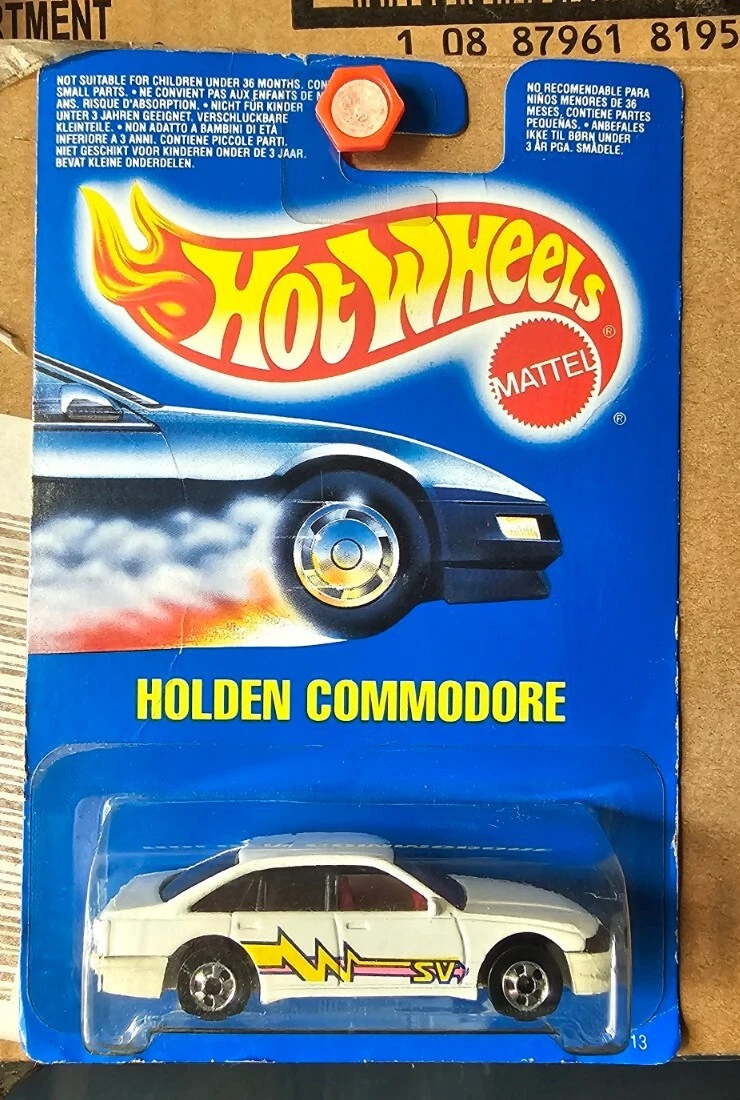 RTMENT
1 08 87961 8195
NOT SUITABLE FOR CHILDREN UNDER 36 MONTHS. CON
SMALL PARTS. • NE CONVIENT PAS AUX ENFANTS DE
ANS. RISQUE D'ABSORPTION. • NICHT FÜR KINDER
UNTER 3 JAHREN GEEIGNET. VERSCHLUCKBARE
KLEINTEILE. • NON ADATTO A BAMBINI DI ETÀ
INFERIORE A 3 ANNI. CONTIENE PICCOLE PARTI.
NIET GESCHIKT VOOR KINDEREN ONDER DE 3 JAAR.
BEVAT KLEINE ONDERDELEN.
NO RECOMENDABLE PARA
NIÑOS MENORES DE 36
MESES, CONTIENE PARTES
PEQUEÑAS. • ANBEFALES
IKKE TIL BØRN UNDER
3 ÅR PGA. SMÅDELE.
HOT WHEELS ®
MATTEL
®
HOLDEN COMMODORE
SV
13